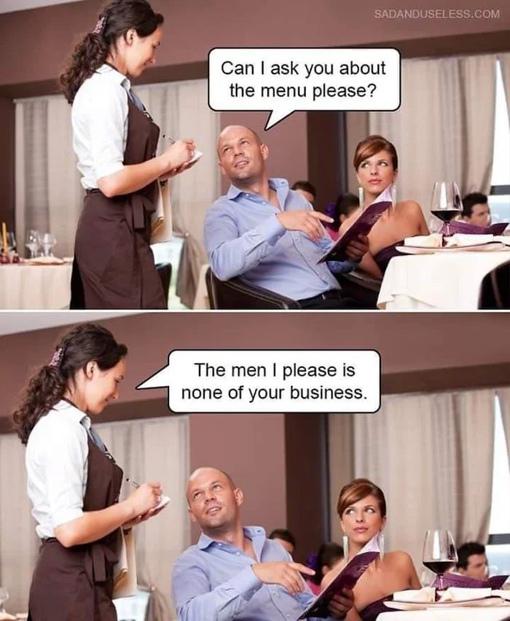 SADANDUSELESS.COM
Can I ask you about
the menu please?
The men I please is
none of your business.